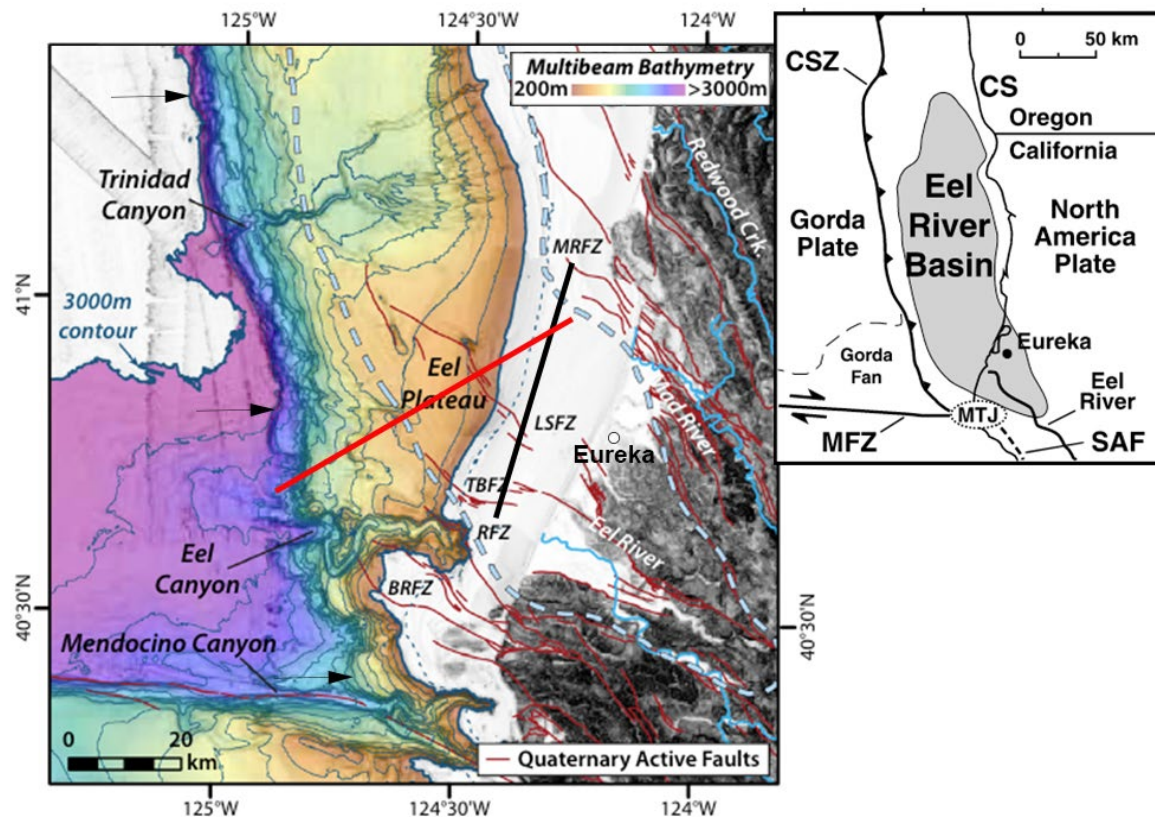 125°W
124°30'
124°W
Multibeam Bathymetry
200m
>3000m
Trinidad
Canyon
Redwood Crk.
MRFZ
41°N
3000m
contour
Eel
Plateau
Mad River
LSFZ
Eureka
TBFZ
RFZ
Eel River
Eel
Canyon
BRFZ
40°30'N
40°30'N
Mendocino Canyon
0
20
km
Quaternary Active Faults
125°W
124°30'W
124°W
0
50 km
CSZ
CS
Oregon
California
Eel
River
Basin
Gorda
Plate
North
America
Plate
Gorda
Fan
Eureka
Eel
River
MTJ
MFZ
SAF